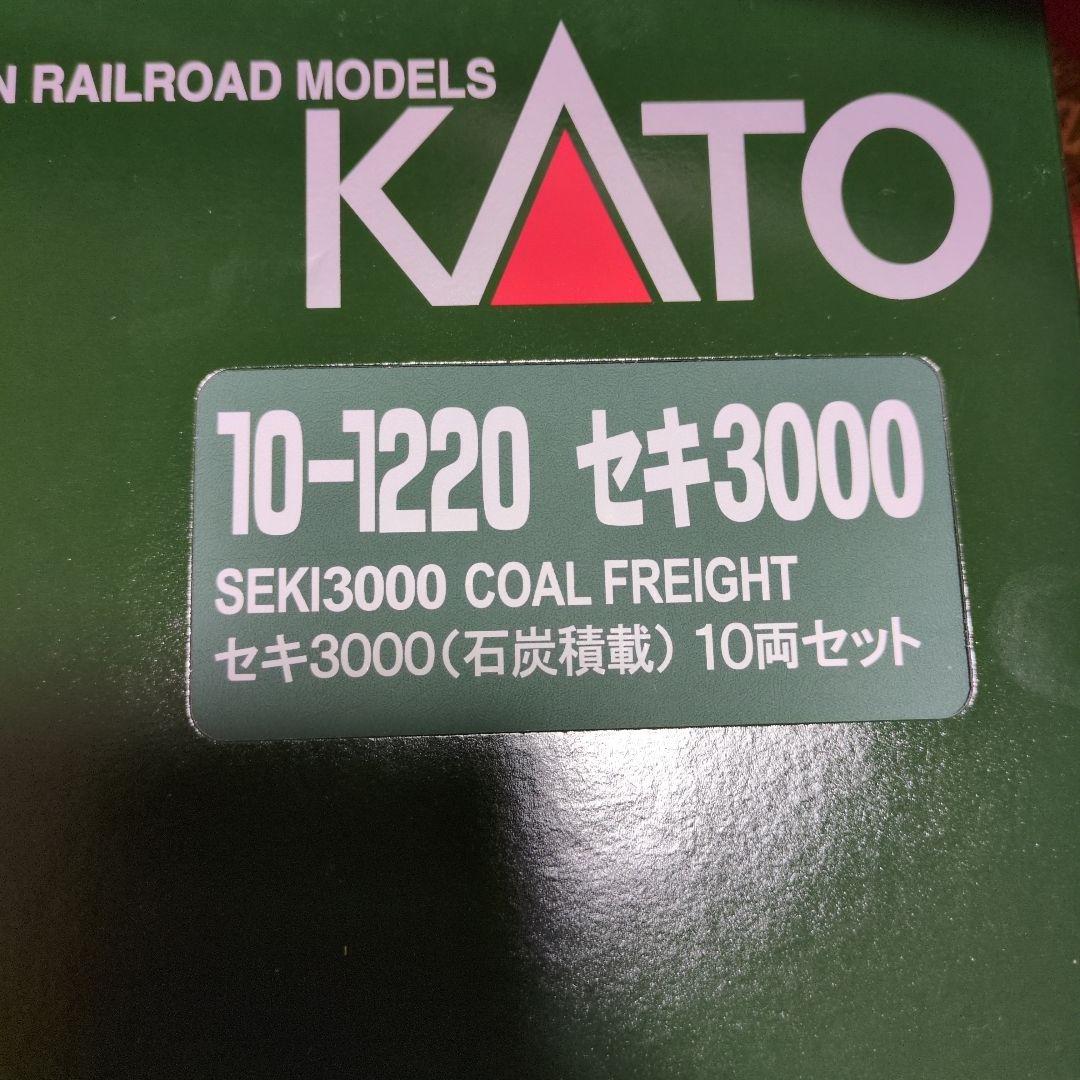 N RAILROAD MODELS
KATO
10-1220 セキ3000
SEKI3000 COAL FREIGHT
セキ3000(石炭積載) 10両セット